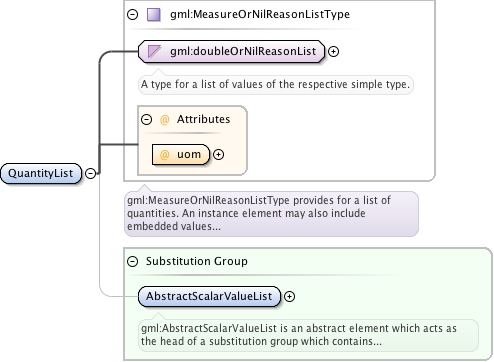 gml:MeasureOrNilReasonListType
gml:doubleOrNilReasonList
A type for a list of values of the respective simple type.
@ Attributes
@ uom
QuantityList
gml:MeasureOrNilReasonListType provides for a list of
quantities. An instance element may also include
embedded values...
Substitution Group
AbstractScalarValueList
gml:AbstractScalarValueList is an abstract element which acts as
the head of a substitution group which contains...